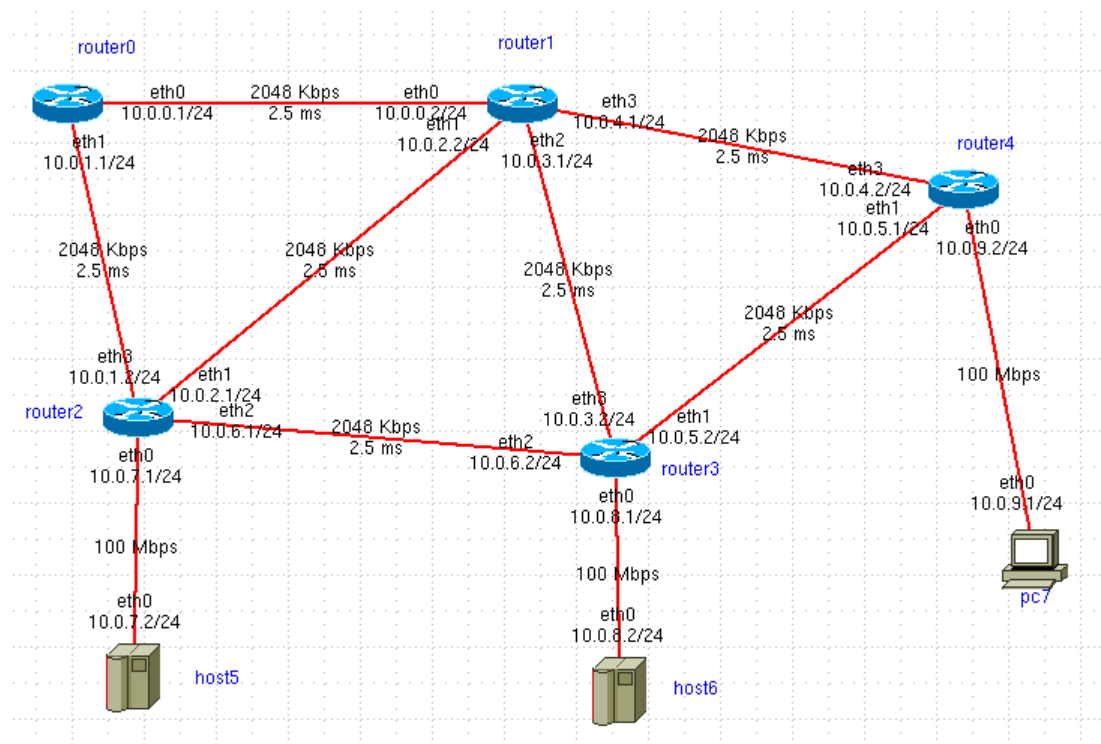 router0
router1
eth0
10.0.0.1/24
2048 Kbps
2.5 ms
eth0
10.0.0.2/24
eth3
10.0.4.1/24
eth1
10.0.1.1/24
eth1
10.0.2.2/24
eth2
10.0.3.1/24
2048 Kbps
2.5 ms
router4
eth3
10.0.4.2/24
eth1
10.0.5.1/24
eth0
10.0.9.2/24
2048 Kbps
2.5 ms
2048 Kbps
2.5 ms
2048 Kbps
2.5 ms
2048 Kbps
2.5 ms
eth3
10.0.1.2/24
eth1
10.0.2.1/24
100 Mbps
router2
eth2
10.0.6.1/24
2048 Kbps
2.5 ms
eth3
10.0.3.2/24
eth1
10.0.5.2/24
eth2
10.0.6.2/24
router3
eth0
10.0.7.1/24
eth0
10.0.8.1/24
eth0
10.0.9.1/24
100 Mbps
100 Mbps
pc7
eth0
10.0.7.2/24
eth0
10.0.8.2/24
host5
host6